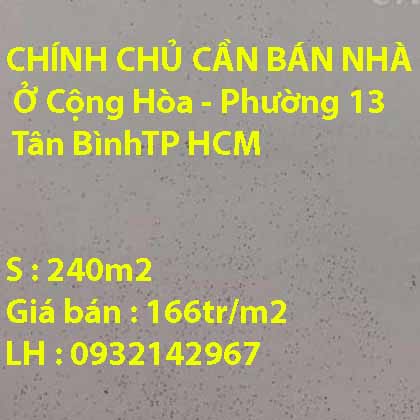 CHÍNH CHỦ CẦN BÁN NHÀ
Ở Cộng Hòa - Phường 13
Tân BìnhTP HCM
S : 240m2
Giá bán : 166tr/m2
LH : 0932142967